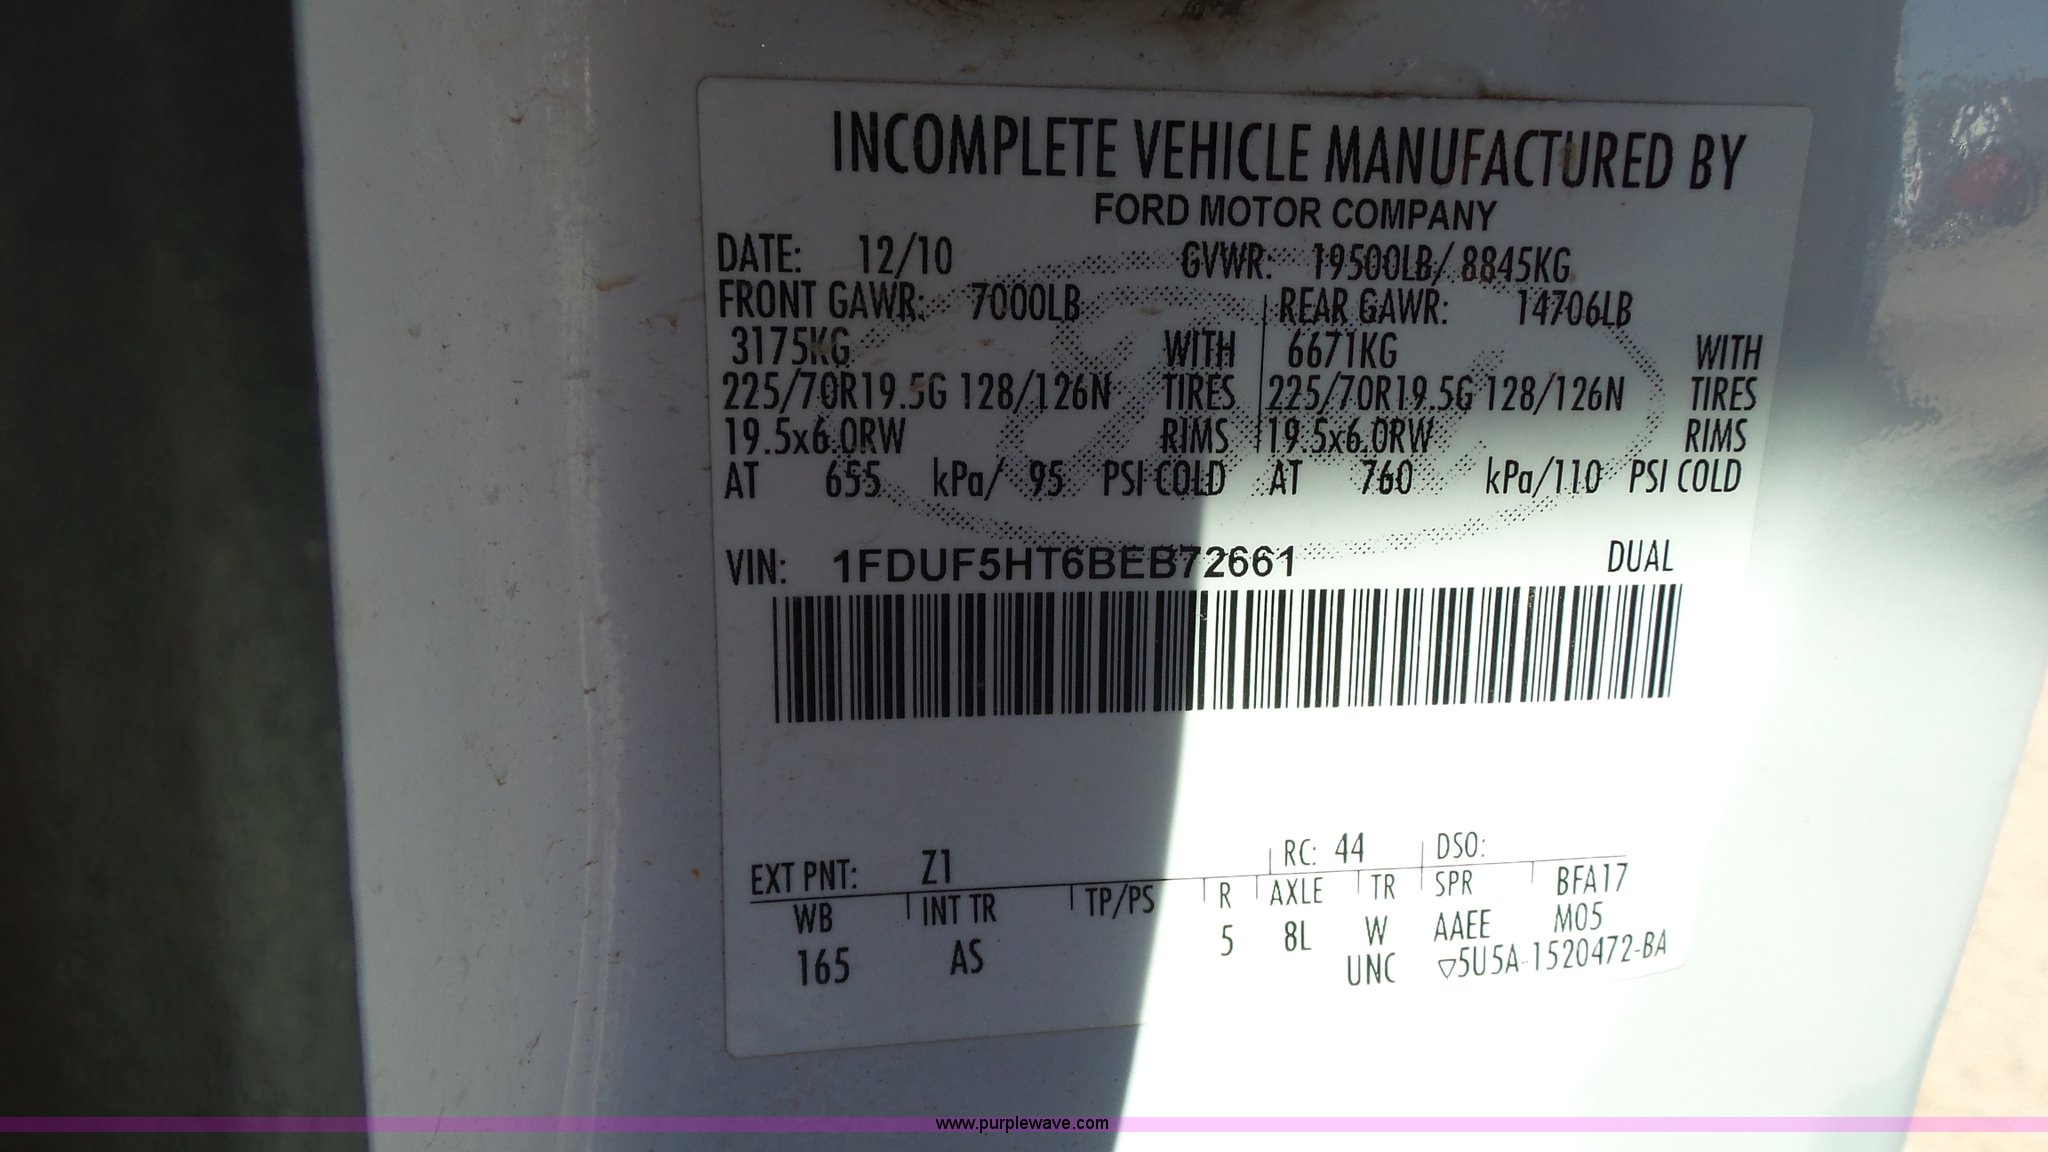 INCOMPLETE VEHICLE MANUFACTURED BY
FORD MOTOR COMPANY
DATE: 12/10 GVWR: 19500LB/ 8845KG
FRONT GAWR: 7000LB REAR GAWR: 14706LB
3175KG WITH 6671KG WITH
225/70R19.5G 128/126N TIRES 225/70R19.5G 128/126N TIRES
19.5x6.0RW RIMS 19.5x6.0RW RIMS
AT 655 kPa/ 95 PSI COLD AT 760 kPa/110 PSI COLD
VIN: 1FDUF5HT6BEB72661 DUAL
EXT PNT: Z1 RC: 44 DSO:
WB INT TR TP/PS R AXLE TR SPR BFA17
165 AS 5 8L W AAEE M05
UNC ▽5U5A-1520472-BA
www.purplewave.com